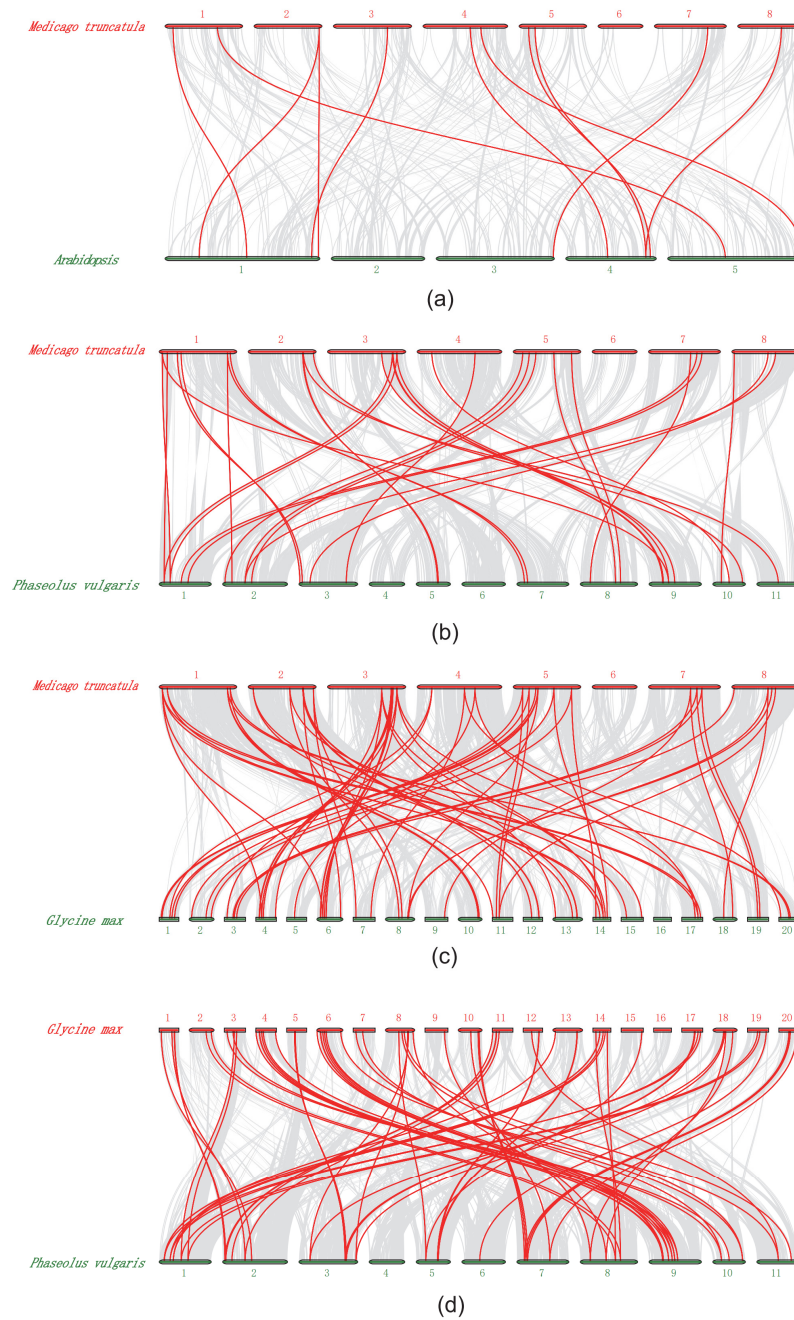 1 2 3 4 5 6 7 8
Medicago truncatula
Arabidopsis
1 2 3 4 5
(a)
Medicago truncatula
1 2 3 4 5 6 7 8
Phaseolus vulgaris
1 2 3 4 5 6 7 8 9 10 11
(b)
1 2 3 4 5 6 7 8
Medicago truncatula
Glycine max
1 2 3 4 5 6 7 8 9 10 11 12 13 14 15 16 17 18 19 20
(c)
1 2 3 4 5 6 7 8 9 10 11 12 13 14 15 16 17 18 19 20
Glycine max
Phaseolus vulgaris
1 2 3 4 5 6 7 8 9 10 11
(d)